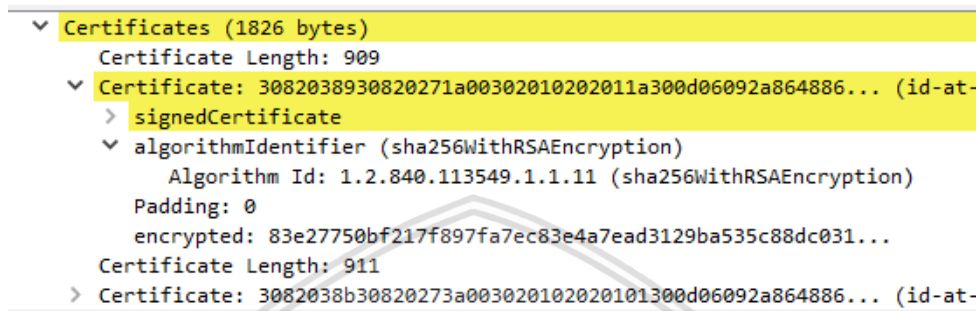 Certificates (1826 bytes)
Certificate Length: 909
Certificate: 3082038930820271a00302010202011a300d06092a864886... (id-at-
signedCertificate
algorithmIdentifier (sha256WithRSAEncryption)
Algorithm Id: 1.2.840.113549.1.1.11 (sha256WithRSAEncryption)
Padding: 0
encrypted: 83e27750bf217f897fa7ec83e4a7ead3129ba535c88dc031...
Certificate Length: 911
Certificate: 3082038b30820273a003020102020101300d06092a864886... (id-at-